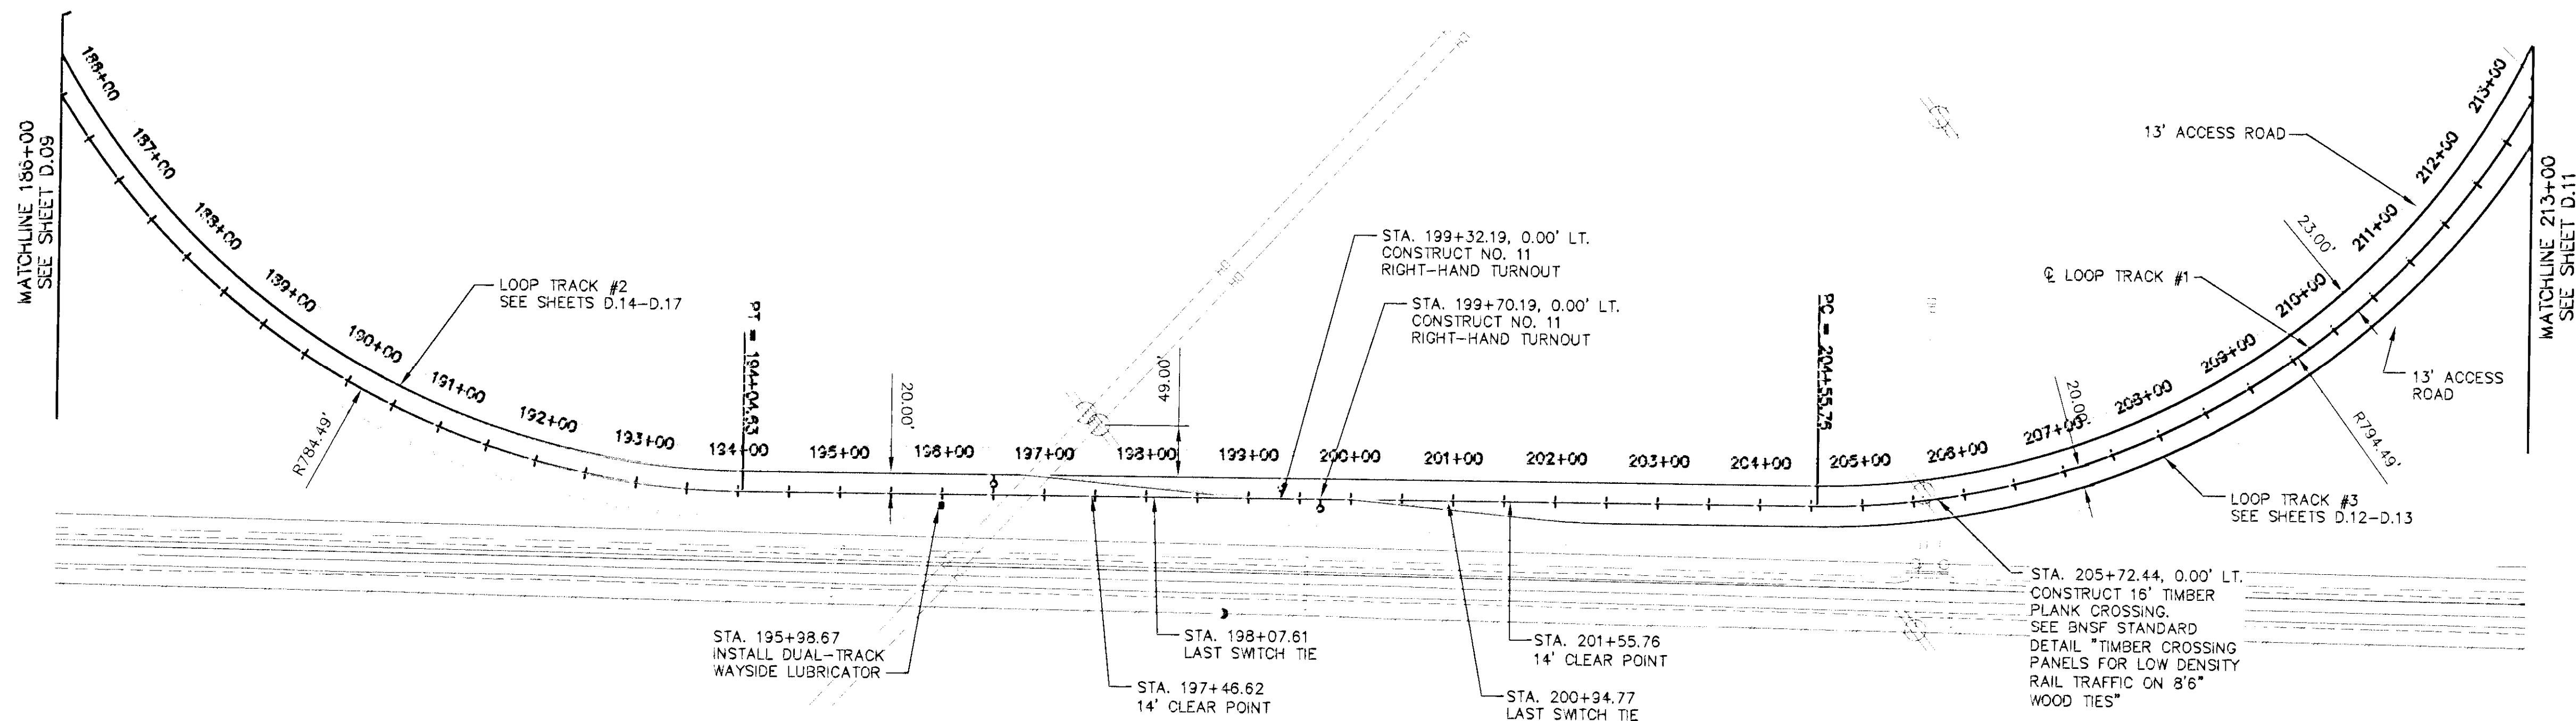 MATCHLINE 186+00
SEE SHEET D.09
188+00
187+00
188+00
189+00
190+00
191+00
192+00
193+00
194+00
195+00
196+00
197+00
198+00
199+00
200+00
201+00
202+00
203+00
204+00
205+00
206+00
207+00
208+00
209+00
210+00
211+00
212+00
213+00
LOOP TRACK #2
SEE SHEETS D.14-D.17
R784.49'
PT = 194+04.63
20.00'
49.00'
OH
OH
STA. 199+32.19, 0.00' LT.
CONSTRUCT NO. 11
RIGHT-HAND TURNOUT
STA. 199+70.19, 0.00' LT.
CONSTRUCT NO. 11
RIGHT-HAND TURNOUT
PC = 204+55.76
13' ACCESS ROAD
23.00'
℄ LOOP TRACK #1
20.00'
R794.49'
13' ACCESS
ROAD
LOOP TRACK #3
SEE SHEETS D.12-D.13
MATCHLINE 213+00
SEE SHEET D.11
STA. 195+98.67
INSTALL DUAL-TRACK
WAYSIDE LUBRICATOR
STA. 197+46.62
14' CLEAR POINT
STA. 198+07.61
LAST SWITCH TIE
STA. 201+55.76
14' CLEAR POINT
STA. 200+94.77
LAST SWITCH TIE
STA. 205+72.44, 0.00' LT.
CONSTRUCT 16' TIMBER
PLANK CROSSING.
SEE BNSF STANDARD
DETAIL "TIMBER CROSSING
PANELS FOR LOW DENSITY
RAIL TRAFFIC ON 8'6"
WOOD TIES"